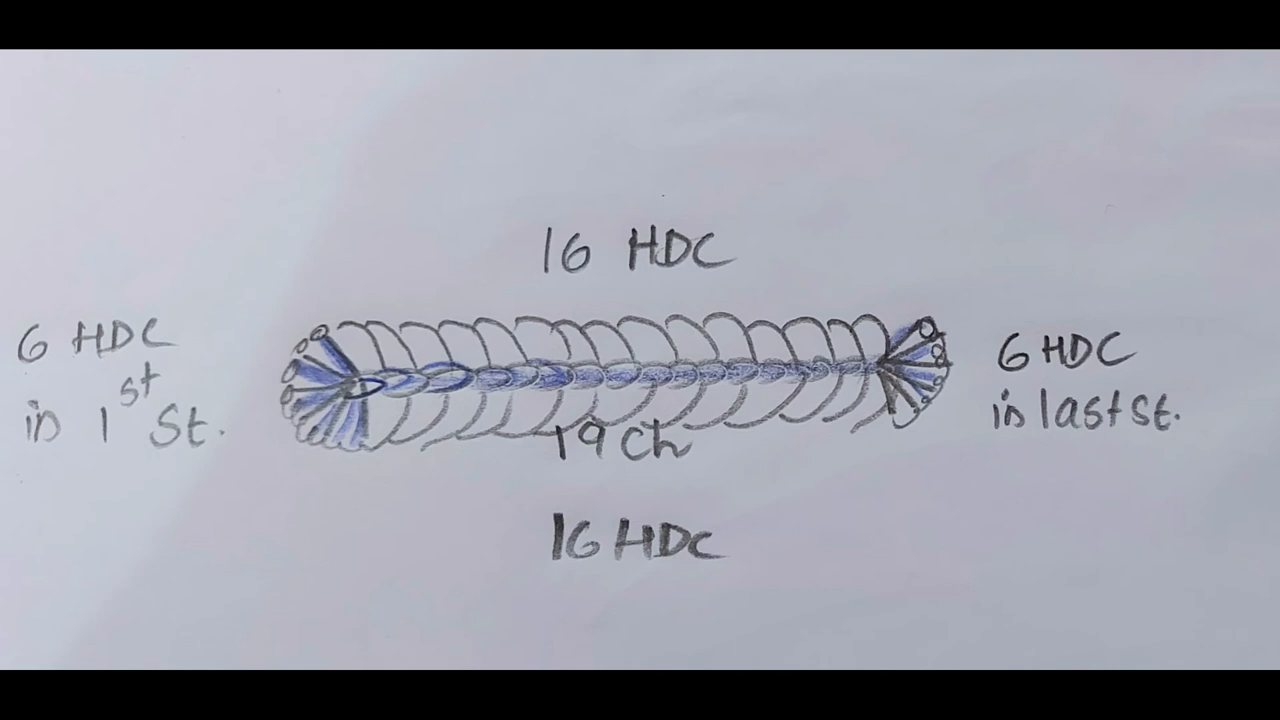 16 HDC
6 HDC
in 1st St.
6 HDC
in last st.
19 Ch
16 HDC